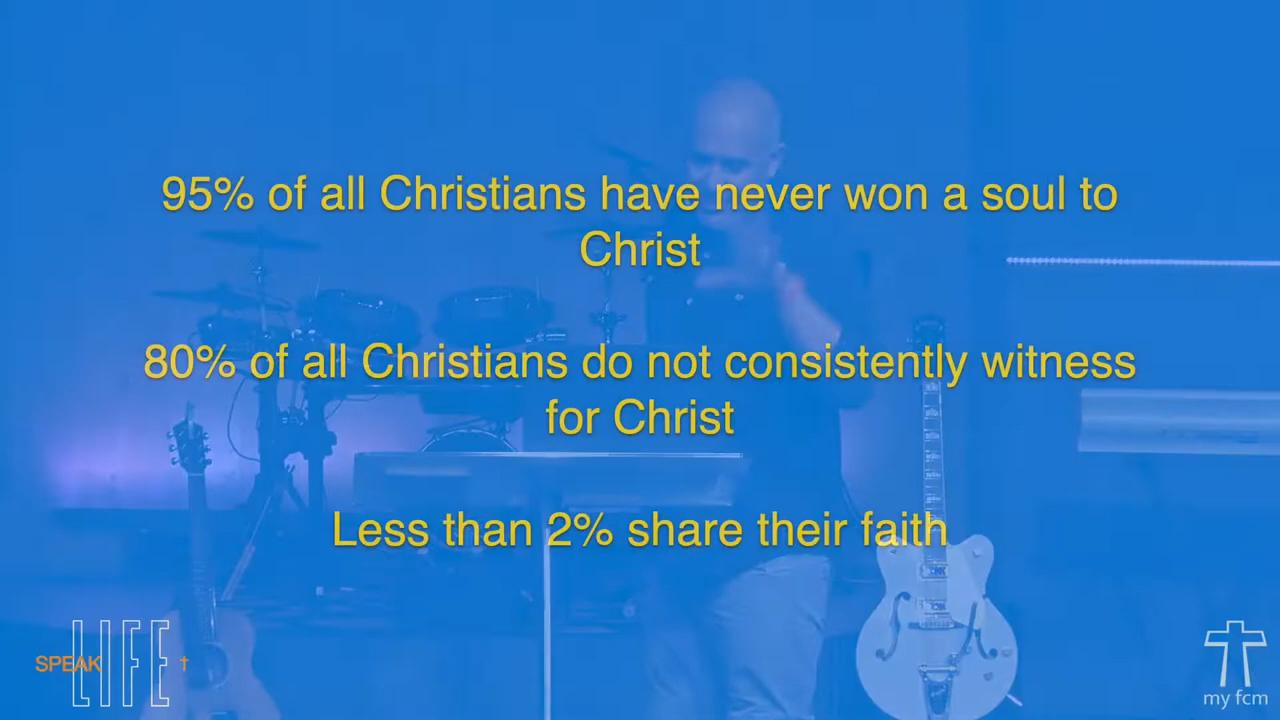 95% of all Christians have never won a soul to
Christ
80% of all Christians do not consistently witness
for Christ
Less than 2% share their faith
SPEAK LIFE †
my fcm